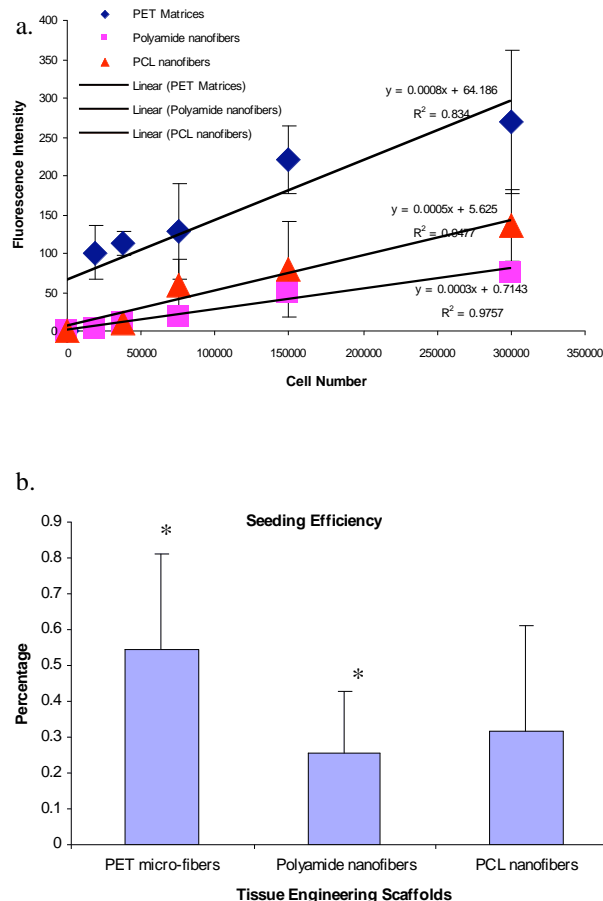 a.
400
350
300
250
200
150
100
50
0
Fluorescence Intensity
PET Matrices
Polyamide nanofibers
PCL nanofibers
Linear (PET Matrices)
Linear (Polyamide nanofibers)
Linear (PCL nanofibers)
y = 0.0008x + 64.186
R² = 0.834
y = 0.0005x + 5.625
R² = 0.8477
y = 0.0003x + 0.7143
R² = 0.9757
0 50000 100000 150000 200000 250000 300000 350000
Cell Number
b.
Seeding Efficiency
0.9
0.8
0.7
0.6
0.5
0.4
0.3
0.2
0.1
0
Percentage
*
*
PET micro-fibers Polyamide nanofibers PCL nanofibers
Tissue Engineering Scaffolds